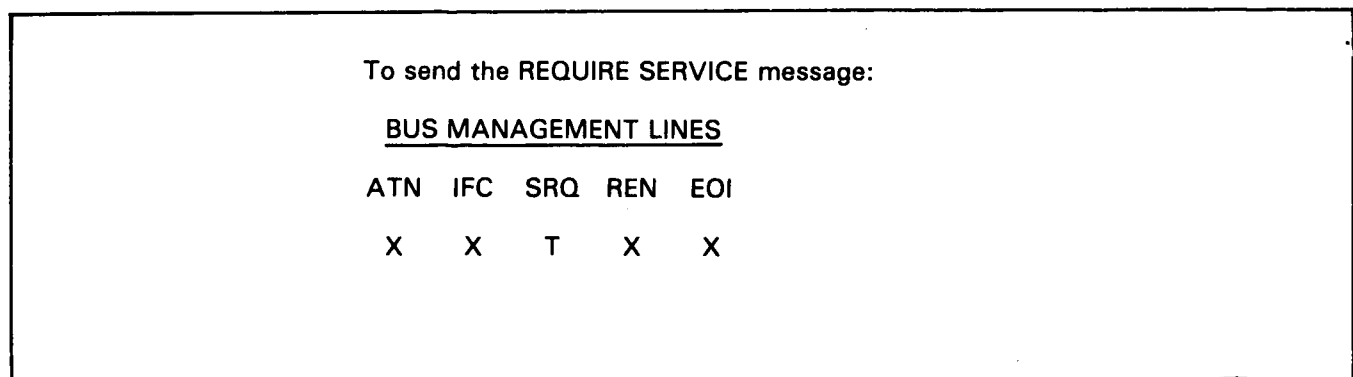 To send the REQUIRE SERVICE message:
BUS MANAGEMENT LINES
ATN IFC SRQ REN EOI
X X T X X